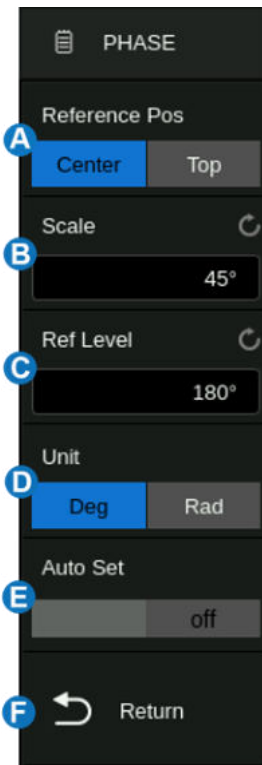 PHASE
Reference Pos
A
Center Top
Scale
B
45°
Ref Level
C
180°
Unit
D
Deg Rad
Auto Set
E
off
F Return